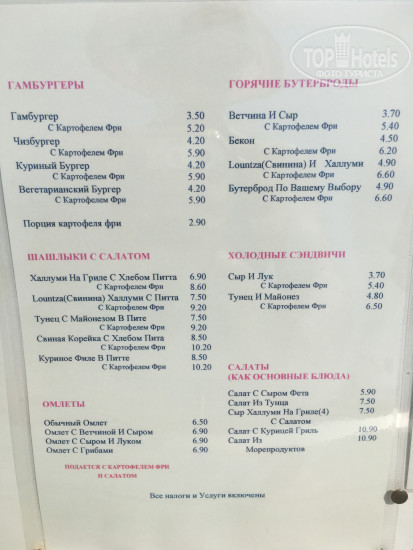 TOP Hotels
ФОТО ТУРИСТА
ГАМБУРГЕРЫ
Гамбургер 3.50
С Картофелем Фри 5.20
Чизбургер 4.20
С Картофелем Фри 5.90
Куриный Бургер 4.20
С Картофелем Фри 5.90
Вегетарианский Бургер 4.20
С Картофелем Фри 5.90
Порция картофеля фри 2.90
ШАШЛЫКИ С САЛАТОМ
Халлуми На Гриле С Хлебом Питта 6.90
С Картофелем Фри 8.60
Lountza(Свинина) Халлуми С Питта 7.50
С Картофелем Фри 9.20
Тунец С Майонезом В Пите 7.50
С Картофелем Фри 9.20
Свиная Корейка С Хлебом Пита 8.50
С Картофелем Фри 10.20
Куриное Филе В Питте 8.50
С Картофелем Фри 10.20
ОМЛЕТЫ
Обычный Омлет 6.50
Омлет С Ветчиной И Сыром 6.90
Омлет С Сыром И Луком 6.90
Омлет С Грибами 6.90
ПОДАЕТСЯ С КАРТОФЕЛЕМ ФРИ
И САЛАТОМ
ГОРЯЧИЕ БУТЕРБРОДЫ
Ветчина И Сыр 3.70
С Картофелем Фри 5.40
Бекон 4.50
С Картофелем Фри 6.20
Lountza(Свинина) И Халлуми 4.90
С Картофелем Фри 6.60
Бутерброд По Вашему Выбору 4.90
С Картофелем Фри 6.60
ХОЛОДНЫЕ СЭНДВИЧИ
Сыр И Лук 3.70
С Картофелем Фри 5.40
Тунец И Майонез 4.80
С Картофелем Фри 6.50
САЛАТЫ
(КАК ОСНОВНЫЕ БЛЮДА)
Салат С Сыром Фета 5.90
Салат Из Тунца 7.50
Сыр Халлуми На Гриле(4) 7.50
С Салатом
Салат С Курицей Гриль 10.90
Салат Из 10.90
Морепродуктов
Все налоги и Услуги включены